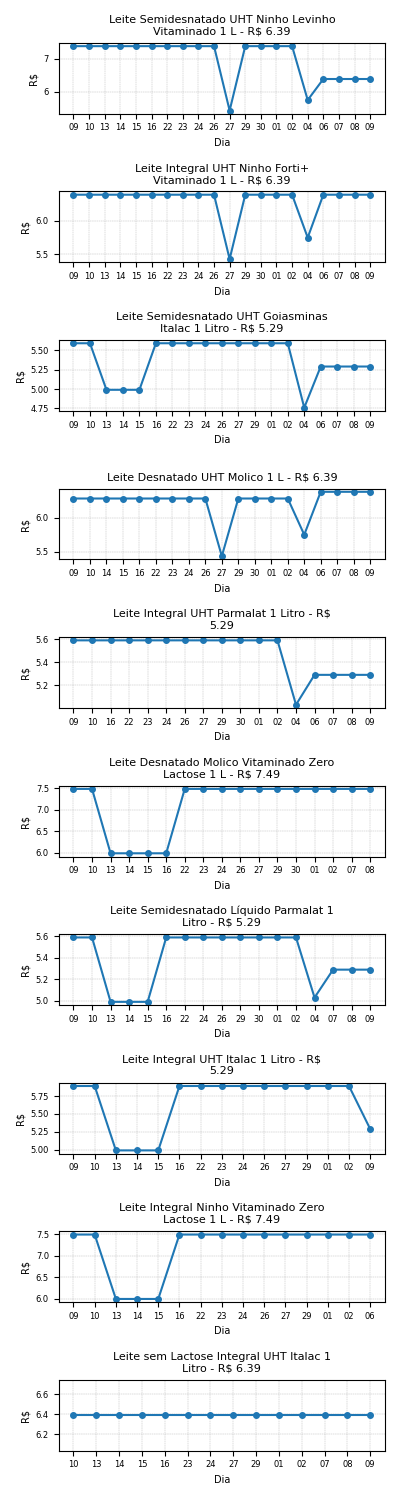 Leite Semidesnatado UHT Ninho Levinho
Vitaminado 1 L - R$ 6.39
7
6
R$
09 10 13 14 15 16 22 23 24 26 27 29 30 01 02 04 06 07 08 09
Dia
Leite Integral UHT Ninho Forti+
Vitaminado 1 L - R$ 6.39
6.0
5.5
R$
09 10 13 14 15 16 22 23 24 26 27 29 30 01 02 04 06 07 08 09
Dia
Leite Semidesnatado UHT Goiasminas
Italac 1 Litro - R$ 5.29
5.50
5.25
5.00
4.75
R$
09 10 13 14 15 16 22 23 24 26 27 29 30 01 02 04 06 07 08 09
Dia
Leite Desnatado UHT Molico 1 L - R$ 6.39
6.0
5.5
R$
09 10 14 15 16 22 23 24 26 27 29 30 01 02 04 06 07 08 09
Dia
Leite Integral UHT Parmalat 1 Litro - R$
5.29
5.6
5.4
5.2
R$
09 10 16 22 23 24 26 27 29 30 01 02 04 06 07 08 09
Dia
Leite Desnatado Molico Vitaminado Zero
Lactose 1 L - R$ 7.49
7.5
7.0
6.5
6.0
R$
09 10 13 14 15 16 22 23 24 26 27 29 30 01 02 07 08
Dia
Leite Semidesnatado Líquido Parmalat 1
Litro - R$ 5.29
5.6
5.4
5.2
5.0
R$
09 10 13 14 15 16 22 24 26 29 30 01 02 04 07 08 09
Dia
Leite Integral UHT Italac 1 Litro - R$
5.29
5.75
5.50
5.25
5.00
R$
09 10 13 14 15 16 22 23 24 26 27 29 01 02 09
Dia
Leite Integral Ninho Vitaminado Zero
Lactose 1 L - R$ 7.49
7.5
7.0
6.5
6.0
R$
09 10 13 14 15 16 22 23 24 26 27 29 01 02 06
Dia
Leite sem Lactose Integral UHT Italac 1
Litro - R$ 6.39
6.6
6.4
6.2
R$
10 13 14 15 16 22 23 24 27 29 01 02 08 09
Dia